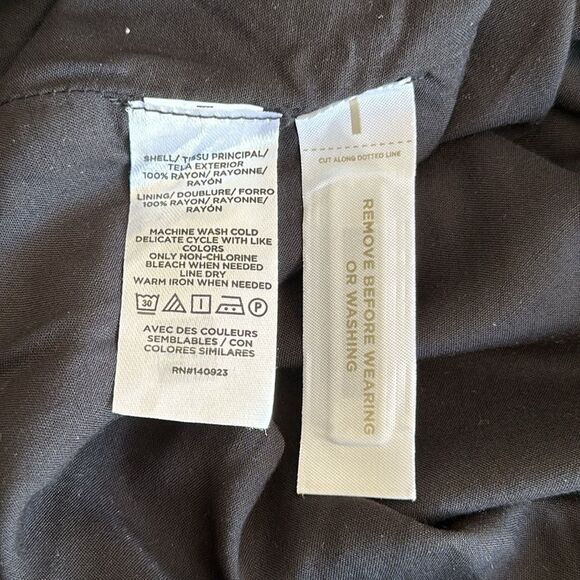 SHELL/ TISSU PRINCIPAL/
TELA EXTERIOR
100% RAYON/ RAYONNE/
RAYÓN
LINING/ DOUBLURE/ FORRO
100% RAYON/ RAYONNE/
RAYÓN
MACHINE WASH COLD
DELICATE CYCLE WITH LIKE
COLORS
ONLY NON-CHLORINE
BLEACH WHEN NEEDED
LINE DRY
WARM IRON WHEN NEEDED
30 P
AVEC DES COULEURS
SEMBLABLES / CON
COLORES SIMILARES
RN#140923
CUT ALONG DOTTED LINE
REMOVE BEFORE WEARING
OR WASHING